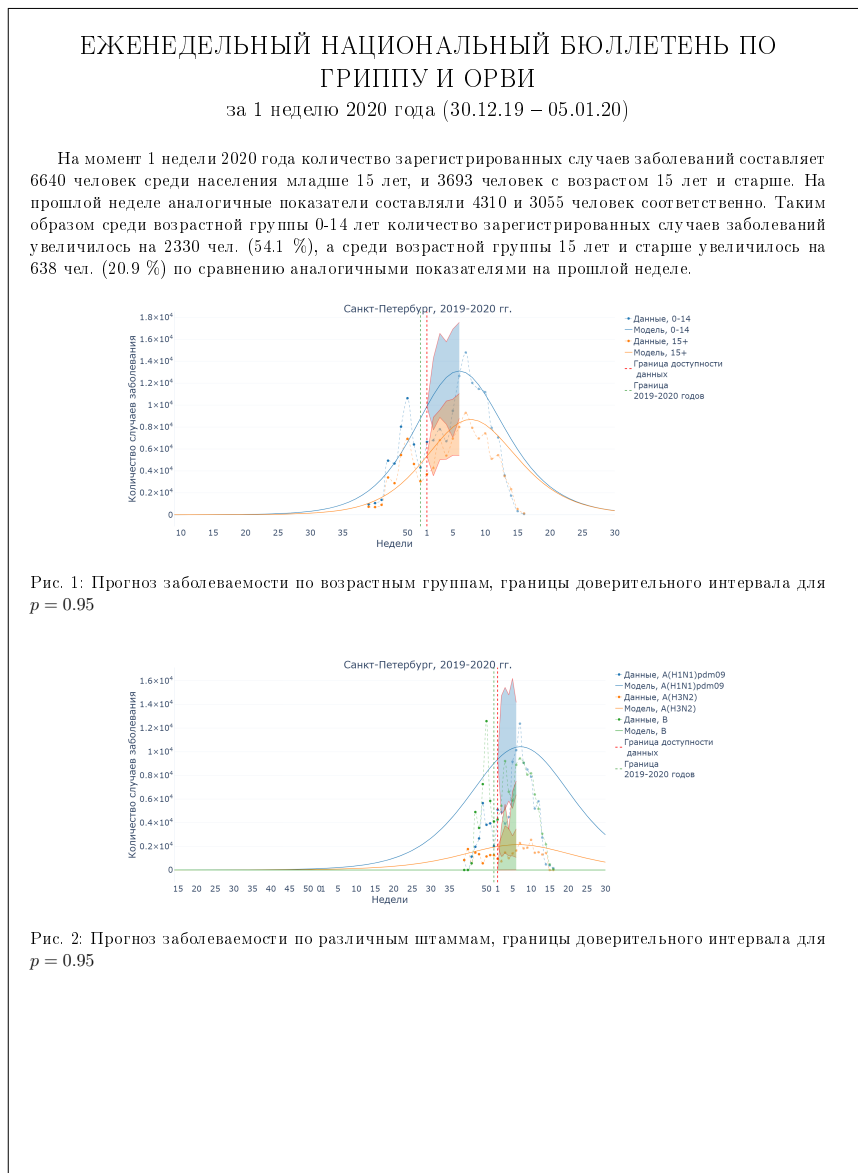 ЕЖЕНЕДЕЛЬНЫЙ НАЦИОНАЛЬНЫЙ БЮЛЛЕТЕНЬ ПО
ГРИППУ И ОРВИ
за 1 неделю 2020 года (30.12.19 – 05.01.20)
На момент 1 недели 2020 года количество зарегистрированных случаев заболеваний составляет
6640 человек среди населения младше 15 лет, и 3693 человек с возрастом 15 лет и старше. На
прошлой неделе аналогичные показатели составляли 4310 и 3055 человек соответственно. Таким
образом среди возрастной группы 0-14 лет количество зарегистрированных случаев заболеваний
увеличилось на 2330 чел. (54.1 %), а среди возрастной группы 15 лет и старше увеличилось на
638 чел. (20.9 %) по сравнению аналогичными показателями на прошлой неделе.
Санкт-Петербург, 2019-2020 гг.
Количество случаев заболевания
1.8×10⁴
1.6×10⁴
1.4×10⁴
1.2×10⁴
1×10⁴
0.8×10⁴
0.6×10⁴
0.4×10⁴
0.2×10⁴
0
10 15 20 25 30 35 50 1 5 10 15 20 25 30
Недели
Данные, 0-14
Модель, 0-14
Данные, 15+
Модель, 15+
Граница доступности
данных
Граница
2019-2020 годов
Рис. 1: Прогноз заболеваемости по возрастным группам, границы доверительного интервала для
p = 0.95
Санкт-Петербург, 2019-2020 гг.
Количество случаев заболевания
1.6×10⁴
1.4×10⁴
1.2×10⁴
1×10⁴
0.8×10⁴
0.6×10⁴
0.4×10⁴
0.2×10⁴
0
15 20 25 30 35 40 45 50 01 5 10 15 20 25 30 35 50 1 5 10 15 20 25 30
Недели
Данные, A(H1N1)pdm09
Модель, A(H1N1)pdm09
Данные, A(H3N2)
Модель, A(H3N2)
Данные, B
Модель, B
Граница доступности
данных
Граница
2019-2020 годов
Рис. 2: Прогноз заболеваемости по различным штаммам, границы доверительного интервала для
p = 0.95